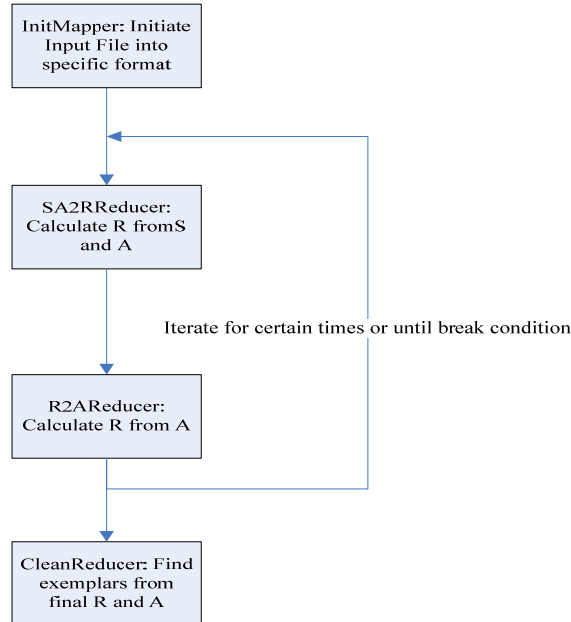 InitMapper: Initiate
Input File into
specific format
SA2RReducer:
Calculate R fromS
and A
Iterate for certain times or until break condition
R2AReducer:
Calculate R from A
CleanReducer: Find
exemplars from
final R and A